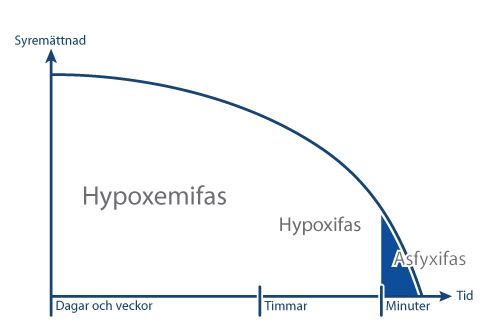 Syremättnad
Hypoxemifas
Hypoxifas
Asfyxifas
Tid
Dagar och veckor
Timmar
Minuter